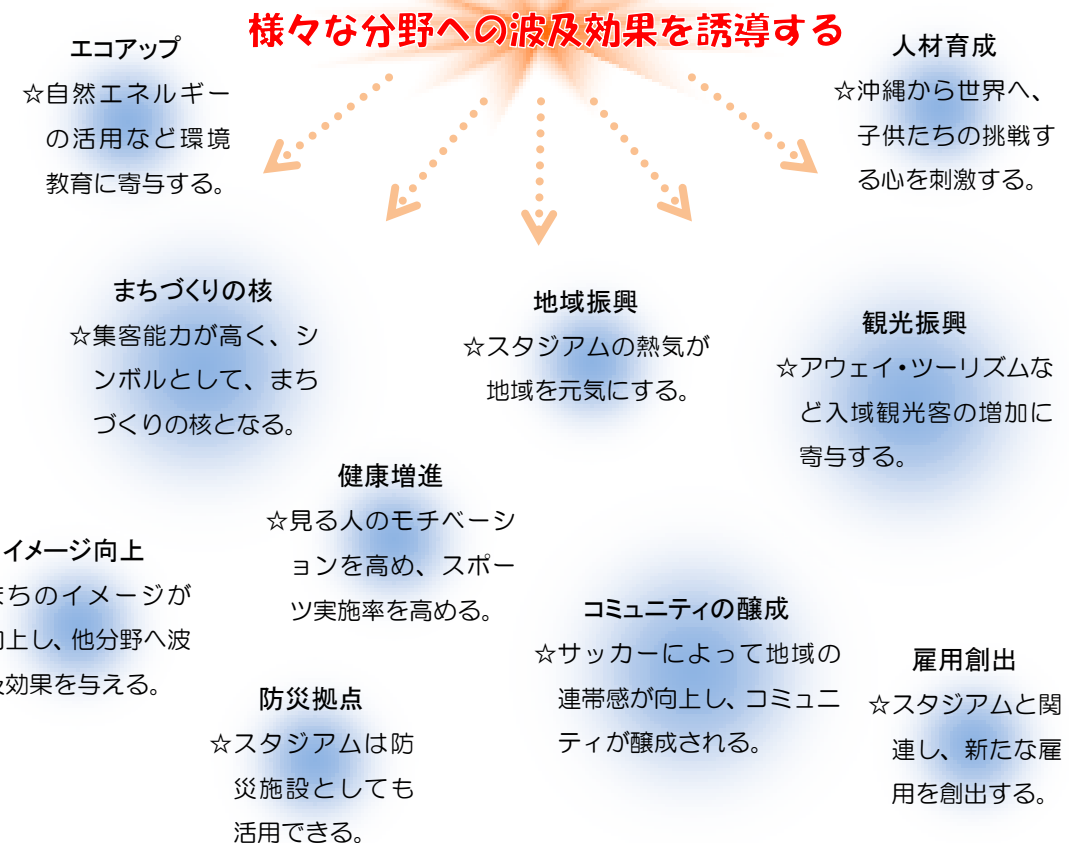 様々な分野への波及効果を誘導する
エコアップ
☆自然エネルギー
の活用など環境
教育に寄与する。
人材育成
☆沖縄から世界へ、
子供たちの挑戦す
る心を刺激する。
まちづくりの核
☆集客能力が高く、シ
ンボルとして、まち
づくりの核となる。
地域振興
☆スタジアムの熱気が
地域を元気にする。
観光振興
☆アウェイ・ツーリズムな
ど入域観光客の増加に
寄与する。
健康増進
☆見る人のモチベーシ
ョンを高め、スポー
ツ実施率を高める。
イメージ向上
まちのイメージが
向上し、他分野へ波
及効果を与える。
コミュニティの醸成
☆サッカーによって地域の
連帯感が向上し、コミュニ
ティが醸成される。
雇用創出
☆スタジアムと関
連し、新たな雇
用を創出する。
防災拠点
☆スタジアムは防
災施設としても
活用できる。